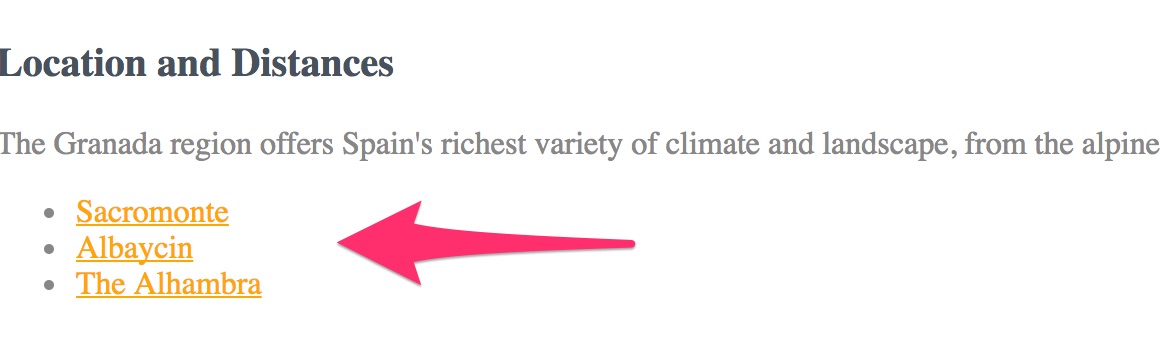 Location and Distances
The Granada region offers Spain's richest variety of climate and landscape, from the alpine
Sacromonte
Albaycin
The Alhambra